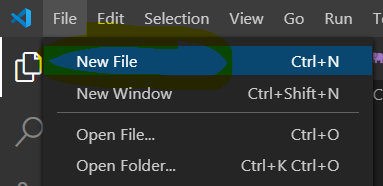 File Edit Selection View Go Debug
New File Ctrl+N
New Window Ctrl+Shift+N
Open File... Ctrl+O
Open Folder... Ctrl+K Ctrl+O